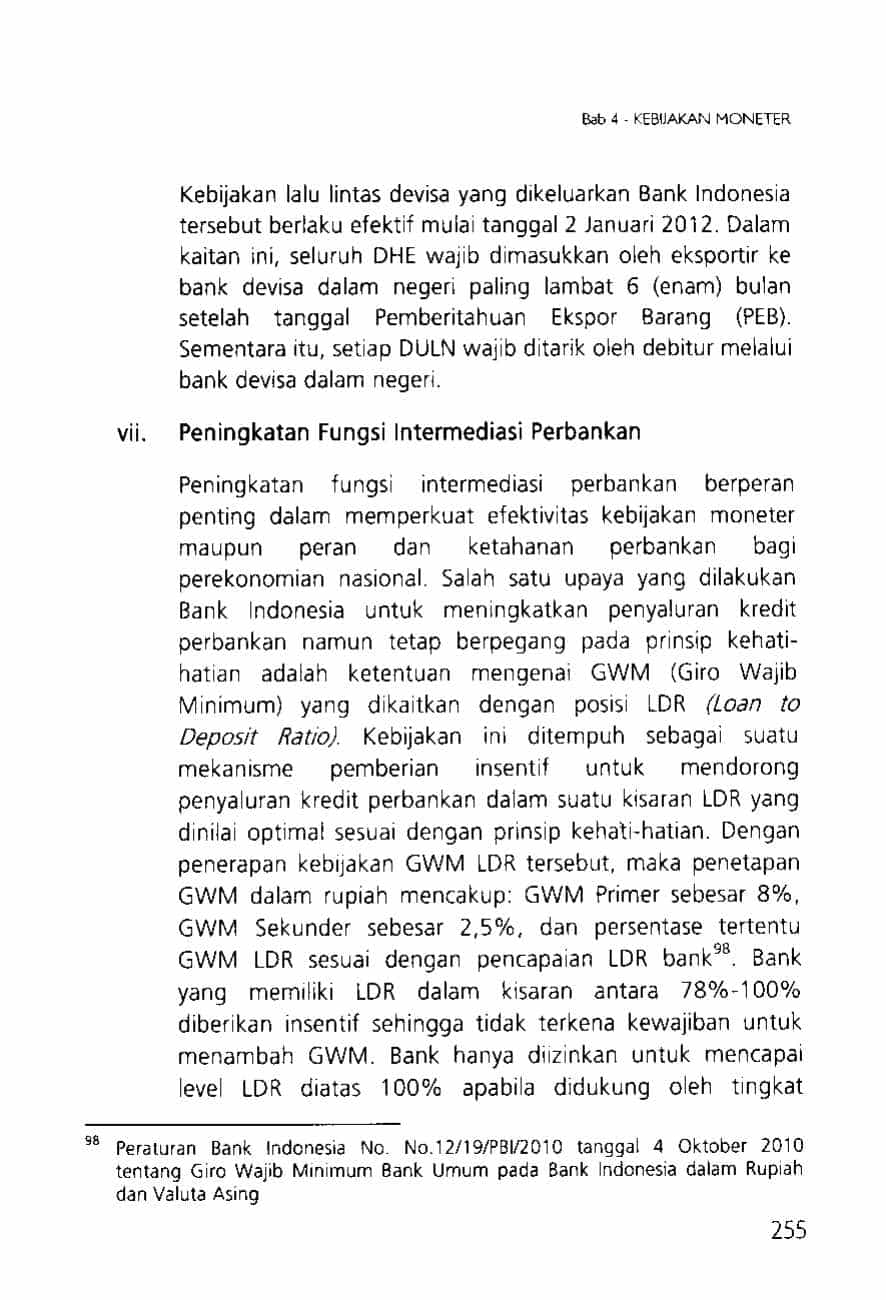 Bab 4 - KEBIJAKAN MONETER
Kebijakan lalu lintas devisa yang dikeluarkan Bank Indonesia
tersebut berlaku efektif mulai tanggal 2 Januari 2012. Dalam
kaitan ini, seluruh DHE wajib dimasukkan oleh eksportir ke
bank devisa dalam negeri paling lambat 6 (enam) bulan
setelah tanggal Pemberitahuan Ekspor Barang (PEB).
Sementara itu, setiap DULN wajib ditarik oleh debitur melalui
bank devisa dalam negeri.
vii. Peningkatan Fungsi Intermediasi Perbankan
Peningkatan fungsi intermediasi perbankan berperan
penting dalam memperkuat efektivitas kebijakan moneter
maupun peran dan ketahanan perbankan bagi
perekonomian nasional. Salah satu upaya yang dilakukan
Bank Indonesia untuk meningkatkan penyaluran kredit
perbankan namun tetap berpegang pada prinsip kehati-
hatian adalah ketentuan mengenai GWM (Giro Wajib
Minimum) yang dikaitkan dengan posisi LDR (Loan to
Deposit Ratio). Kebijakan ini ditempuh sebagai suatu
mekanisme pemberian insentif untuk mendorong
penyaluran kredit perbankan dalam suatu kisaran LDR yang
dinilai optimal sesuai dengan prinsip kehati-hatian. Dengan
penerapan kebijakan GWM LDR tersebut, maka penetapan
GWM dalam rupiah mencakup: GWM Primer sebesar 8%,
GWM Sekunder sebesar 2,5%, dan persentase tertentu
GWM LDR sesuai dengan pencapaian LDR bank98. Bank
yang memiliki LDR dalam kisaran antara 78%-100%
diberikan insentif sehingga tidak terkena kewajiban untuk
menambah GWM. Bank hanya diizinkan untuk mencapai
level LDR diatas 100% apabila didukung oleh tingkat
98 Peraturan Bank Indonesia No. No.12/19/PBI/2010 tanggal 4 Oktober 2010
tentang Giro Wajib Minimum Bank Umum pada Bank Indonesia dalam Rupiah
dan Valuta Asing
255